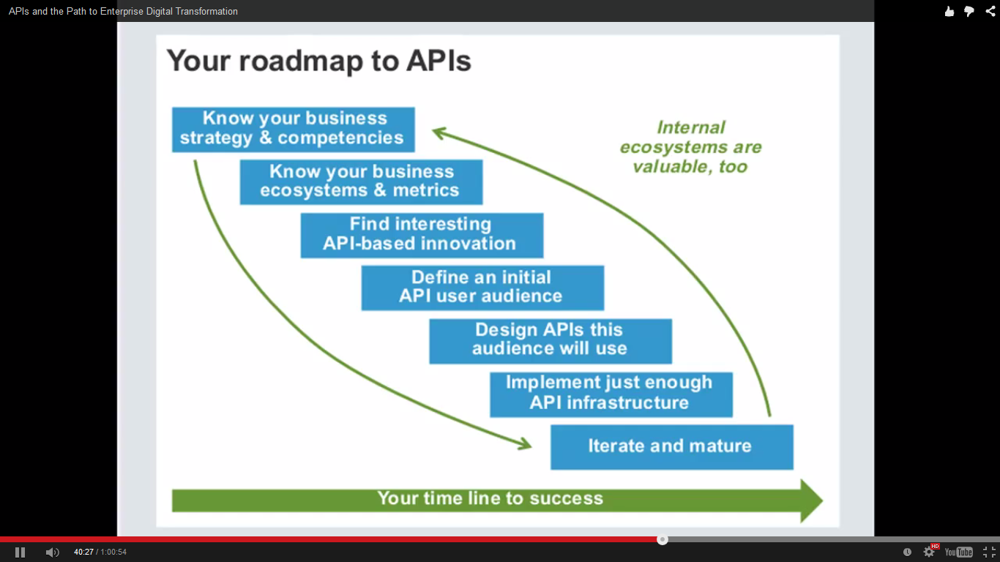 APIs and the Path to Enterprise Digital Transformation
Your roadmap to APIs
Know your business
strategy & competencies
Internal
ecosystems are
valuable, too
Know your business
ecosystems & metrics
Find interesting
API-based innovation
Define an initial
API user audience
Design APIs this
audience will use
Implement just enough
API infrastructure
Iterate and mature
Your time line to success
40:27 / 1:00:54
HD
YouTube